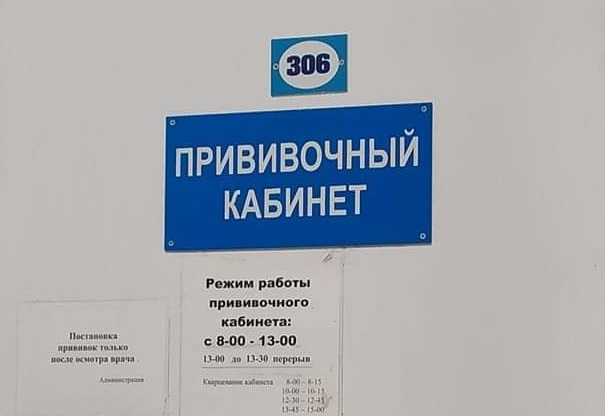 306
ПРИВИВОЧНЫЙ
КАБИНЕТ
Режим работы
прививочного
кабинета:
с 8-00 - 13-00
13-00 до 13-30 перерыв
Кварцевание кабинета 8-00 – 8-15
10-00 – 10-15
12-30 – 12-45
13-45 – 15-00
Постановка
прививок только
после осмотра врача .
Администрация